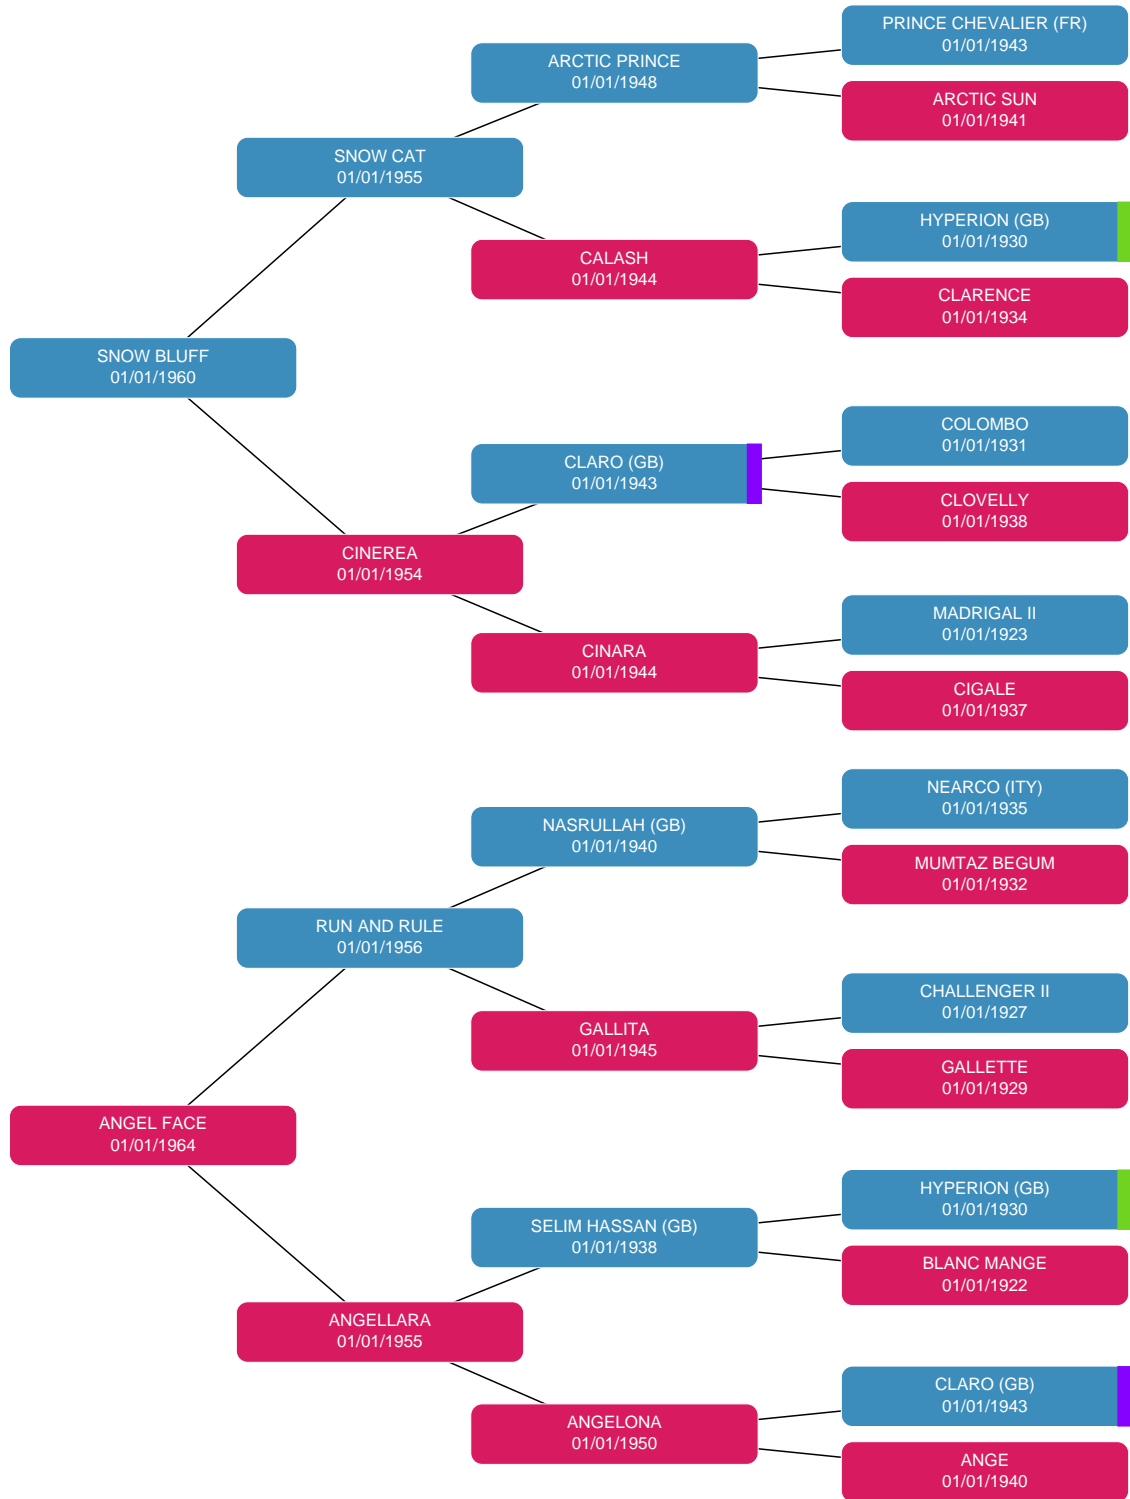 PRINCE CHEVALIER (FR)
01/01/1943
ARCTIC PRINCE
01/01/1948
ARCTIC SUN
01/01/1941
SNOW CAT
01/01/1955
HYPERION (GB)
01/01/1930
CALASH
01/01/1944
CLARENCE
01/01/1934
SNOW BLUFF
01/01/1960
COLOMBO
01/01/1931
CLARO (GB)
01/01/1943
CLOVELLY
01/01/1938
CINEREA
01/01/1954
MADRIGAL II
01/01/1923
CINARA
01/01/1944
CIGALE
01/01/1937
NEARCO (ITY)
01/01/1935
NASRULLAH (GB)
01/01/1940
MUMTAZ BEGUM
01/01/1932
RUN AND RULE
01/01/1956
CHALLENGER II
01/01/1927
GALLITA
01/01/1945
GALLETTE
01/01/1929
ANGEL FACE
01/01/1964
HYPERION (GB)
01/01/1930
SELIM HASSAN (GB)
01/01/1938
BLANC MANGE
01/01/1922
ANGELLARA
01/01/1955
CLARO (GB)
01/01/1943
ANGELONA
01/01/1950
ANGE
01/01/1940